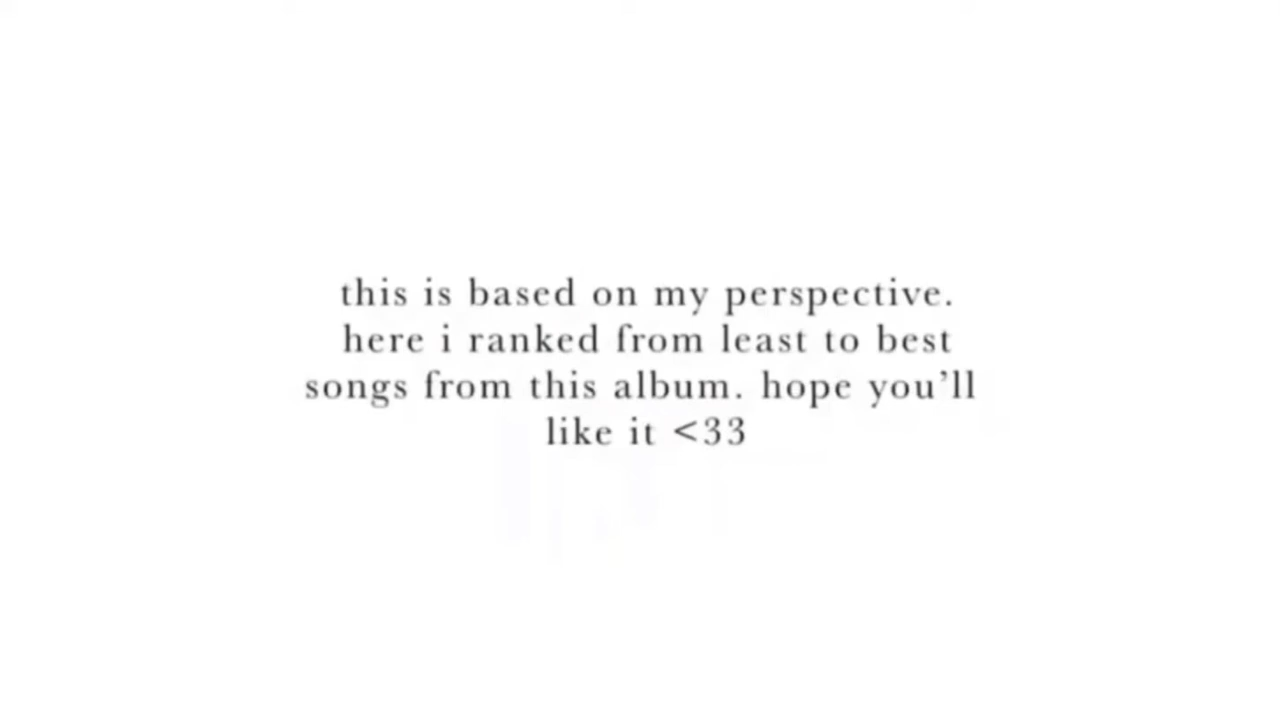 this is based on my perspective.
here i ranked from least to best
songs from this album. hope you'll
like it <33